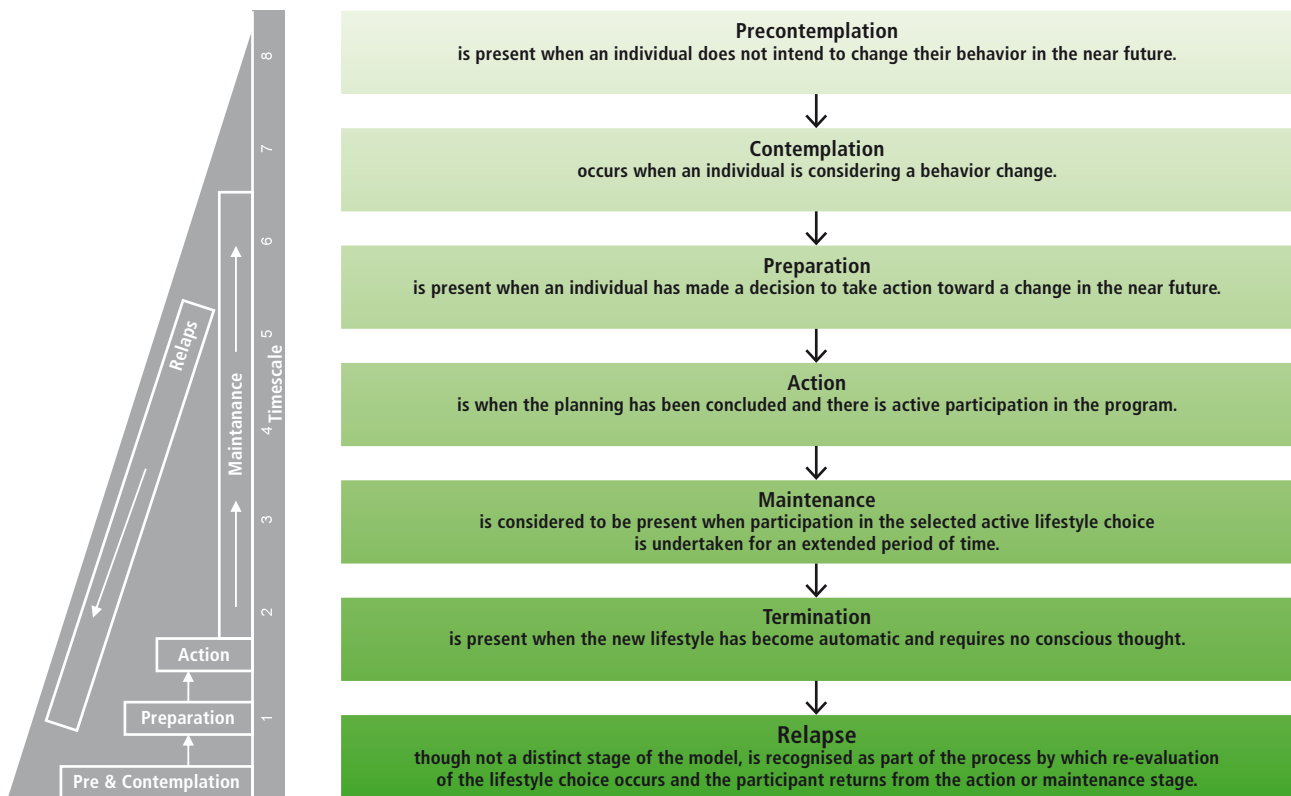 8
7
6
5
4
3
2
1
Timescale
Relaps
Maintanance
Action
Preparation
Pre & Contemplation
Precontemplation
is present when an individual does not intend to change their behavior in the near future.
Contemplation
occurs when an individual is considering a behavior change.
Preparation
is present when an individual has made a decision to take action toward a change in the near future.
Action
is when the planning has been concluded and there is active participation in the program.
Maintenance
is considered to be present when participation in the selected active lifestyle choice
is undertaken for an extended period of time.
Termination
is present when the new lifestyle has become automatic and requires no conscious thought.
Relapse
though not a distinct stage of the model, is recognised as part of the process by which re-evaluation
of the lifestyle choice occurs and the participant returns from the action or maintenance stage.